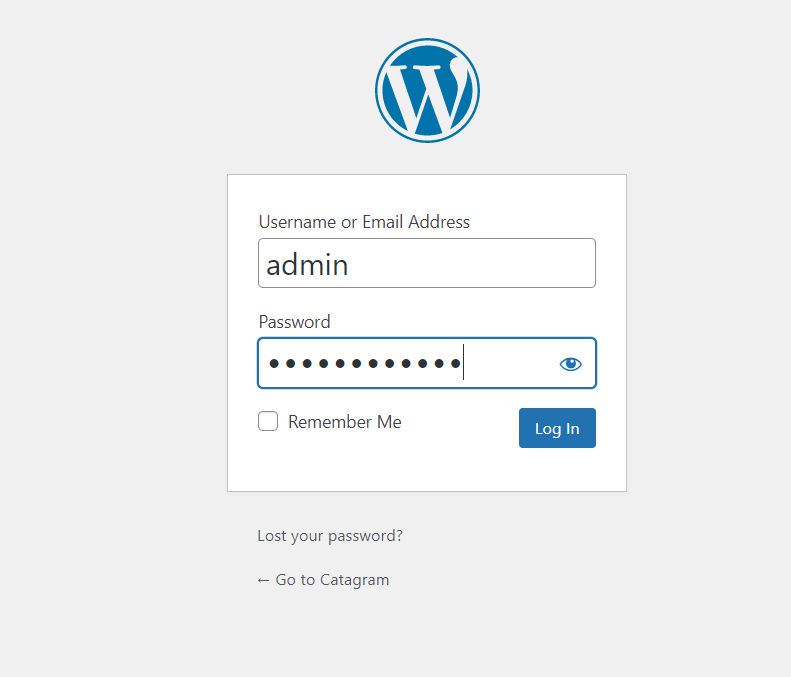 Username or Email Address
admin
Password
••••••••••••
Remember Me
Log In
Lost your password?
← Go to Catagram